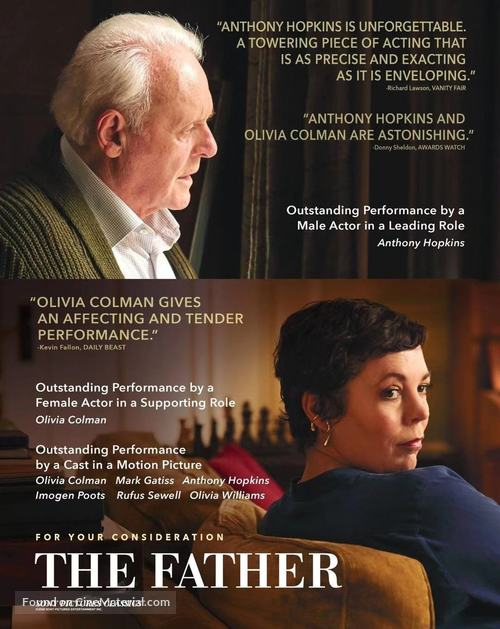 “ANTHONY HOPKINS IS UNFORGETTABLE.
A TOWERING PIECE OF ACTING THAT
IS AS PRECISE AND EXACTING
AS IT IS ENVELOPING.”
-Richard Lawson, VANITY FAIR
“ANTHONY HOPKINS AND
OLIVIA COLMAN ARE ASTONISHING.”
-Donny Sheldon, AWARDS WATCH
Outstanding Performance by a
Male Actor in a Leading Role
Anthony Hopkins
“OLIVIA COLMAN GIVES
AN AFFECTING AND TENDER
PERFORMANCE.”
-Kevin Fallon, DAILY BEAST
Outstanding Performance by a
Female Actor in a Supporting Role
Olivia Colman
Outstanding Performance
by a Cast in a Motion Picture
Olivia Colman Mark Gatiss Anthony Hopkins
Imogen Poots Rufus Sewell Olivia Williams
FOR YOUR CONSIDERATION
THE FATHER
SONY PICTURES CLASSICS
Found on CineMaterial.com